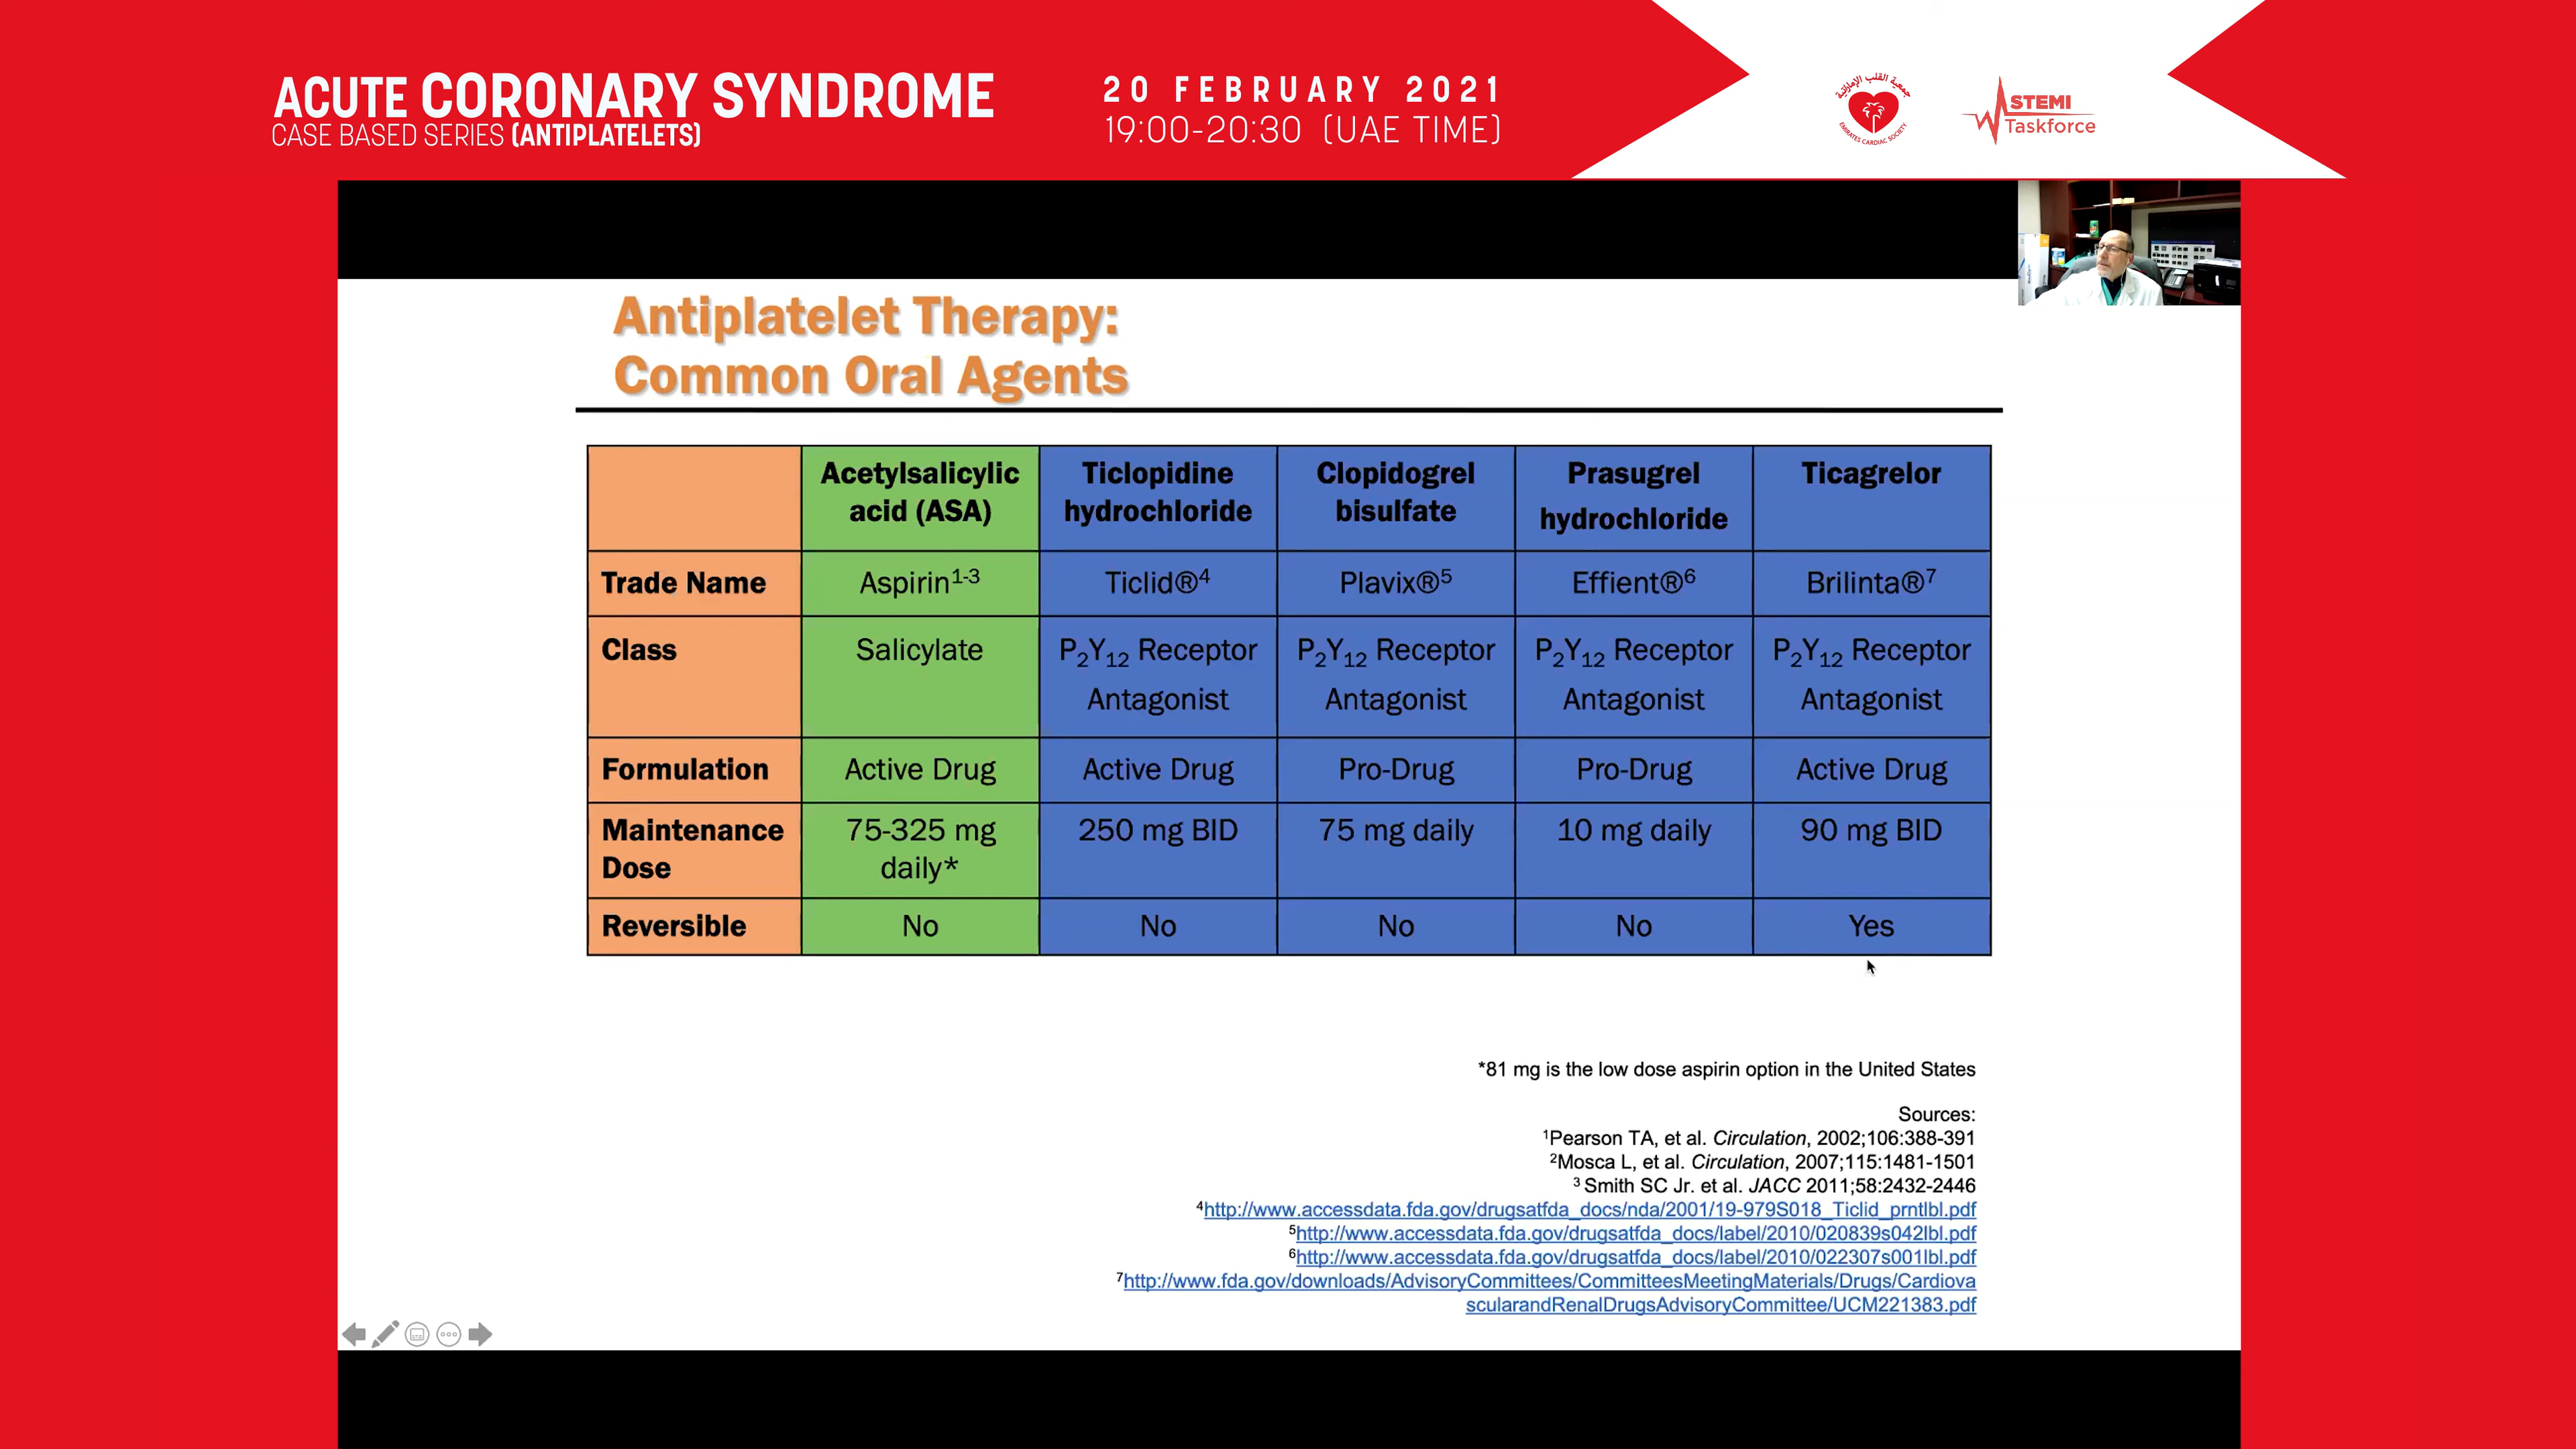 ACUTE CORONARY SYNDROME
CASE BASED SERIES (ANTIPLATELETS)
20 FEBRUARY 2021
19:00-20:30 (UAE TIME)
جمعية القلب الإماراتية
EMIRATES CARDIAC SOCIETY
STEMI
Taskforce
Antiplatelet Therapy:
Common Oral Agents
Acetylsalicylic acid (ASA) Ticlopidine hydrochloride Clopidogrel bisulfate Prasugrel hydrochloride Ticagrelor
Trade Name Aspirin1-3 Ticlid®4 Plavix®5 Effient®6 Brilinta®7
Class Salicylate P2Y12 Receptor Antagonist P2Y12 Receptor Antagonist P2Y12 Receptor Antagonist P2Y12 Receptor Antagonist
Formulation Active Drug Active Drug Pro-Drug Pro-Drug Active Drug
Maintenance Dose 75-325 mg daily* 250 mg BID 75 mg daily 10 mg daily 90 mg BID
Reversible No No No No Yes
*81 mg is the low dose aspirin option in the United States
Sources:
1Pearson TA, et al. Circulation, 2002;106:388-391
2Mosca L, et al. Circulation, 2007;115:1481-1501
3 Smith SC Jr. et al. JACC 2011;58:2432-2446
4http://www.accessdata.fda.gov/drugsatfda_docs/nda/2001/19-979S018_Ticlid_prntlbl.pdf
5http://www.accessdata.fda.gov/drugsatfda_docs/label/2010/020839s042lbl.pdf
6http://www.accessdata.fda.gov/drugsatfda_docs/label/2010/022307s001lbl.pdf
7http://www.fda.gov/downloads/AdvisoryCommittees/CommitteesMeetingMaterials/Drugs/Cardiova
scularandRenalDrugsAdvisoryCommittee/UCM221383.pdf